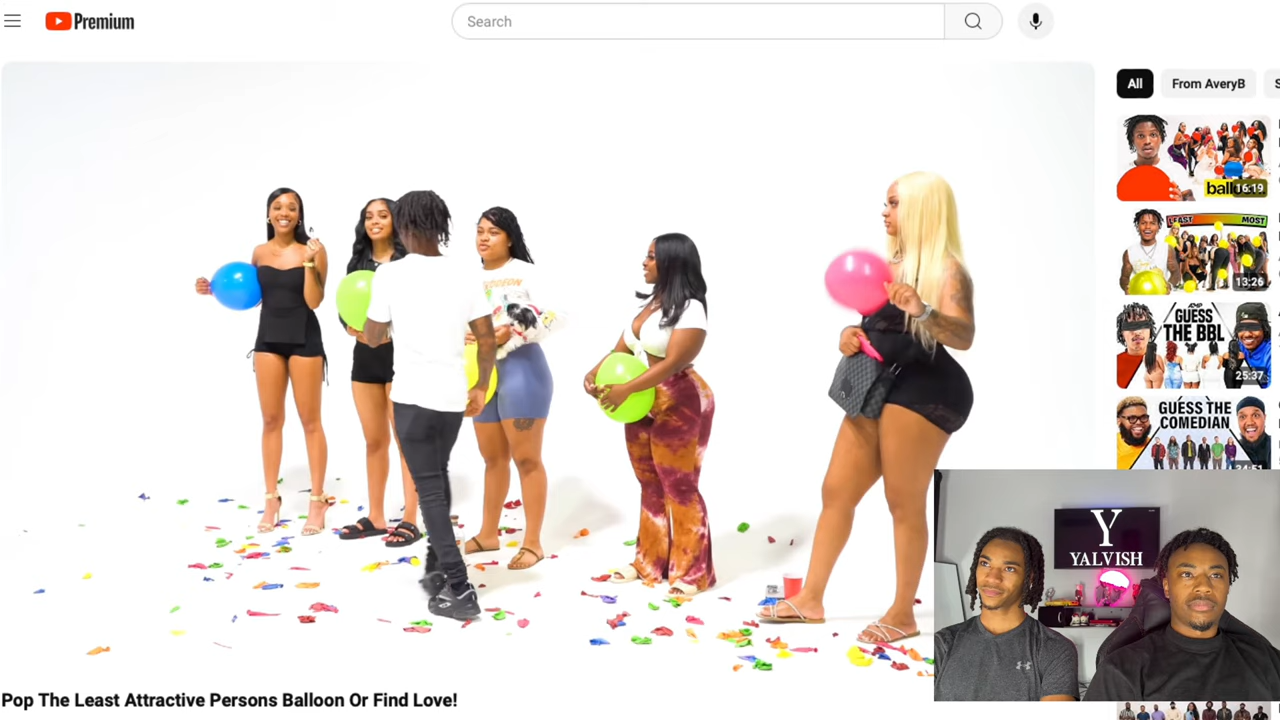 Premium
Search
All
From AveryB
S
ball
16:19
LEAST MOST
13:26
AMP
GUESS
THE BBL
25:37
GUESS THE
COMEDIAN
Y
YALVISH
Pop The Least Attractive Persons Balloon Or Find Love!